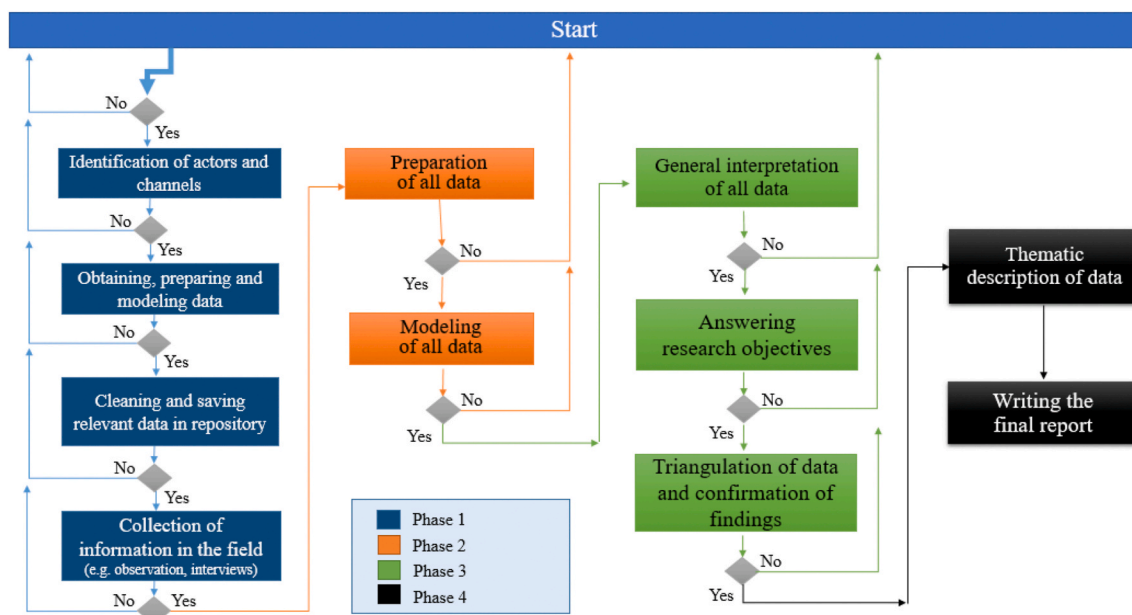 Start
No
Yes
Identification of actors and
channels
No
Yes
Obtaining, preparing and
modeling data
No
Yes
Cleaning and saving
relevant data in repository
No
Yes
Collection of
information in the field
(e.g. observation, interviews)
No
Yes
Preparation
of all data
No
Yes
Modeling
of all data
No
Yes
General interpretation
of all data
No
Yes
Answering
research objectives
No
Yes
Triangulation of data
and confirmation of
findings
No
Yes
Thematic
description of data
Writing the
final report
Phase 1
Phase 2
Phase 3
Phase 4